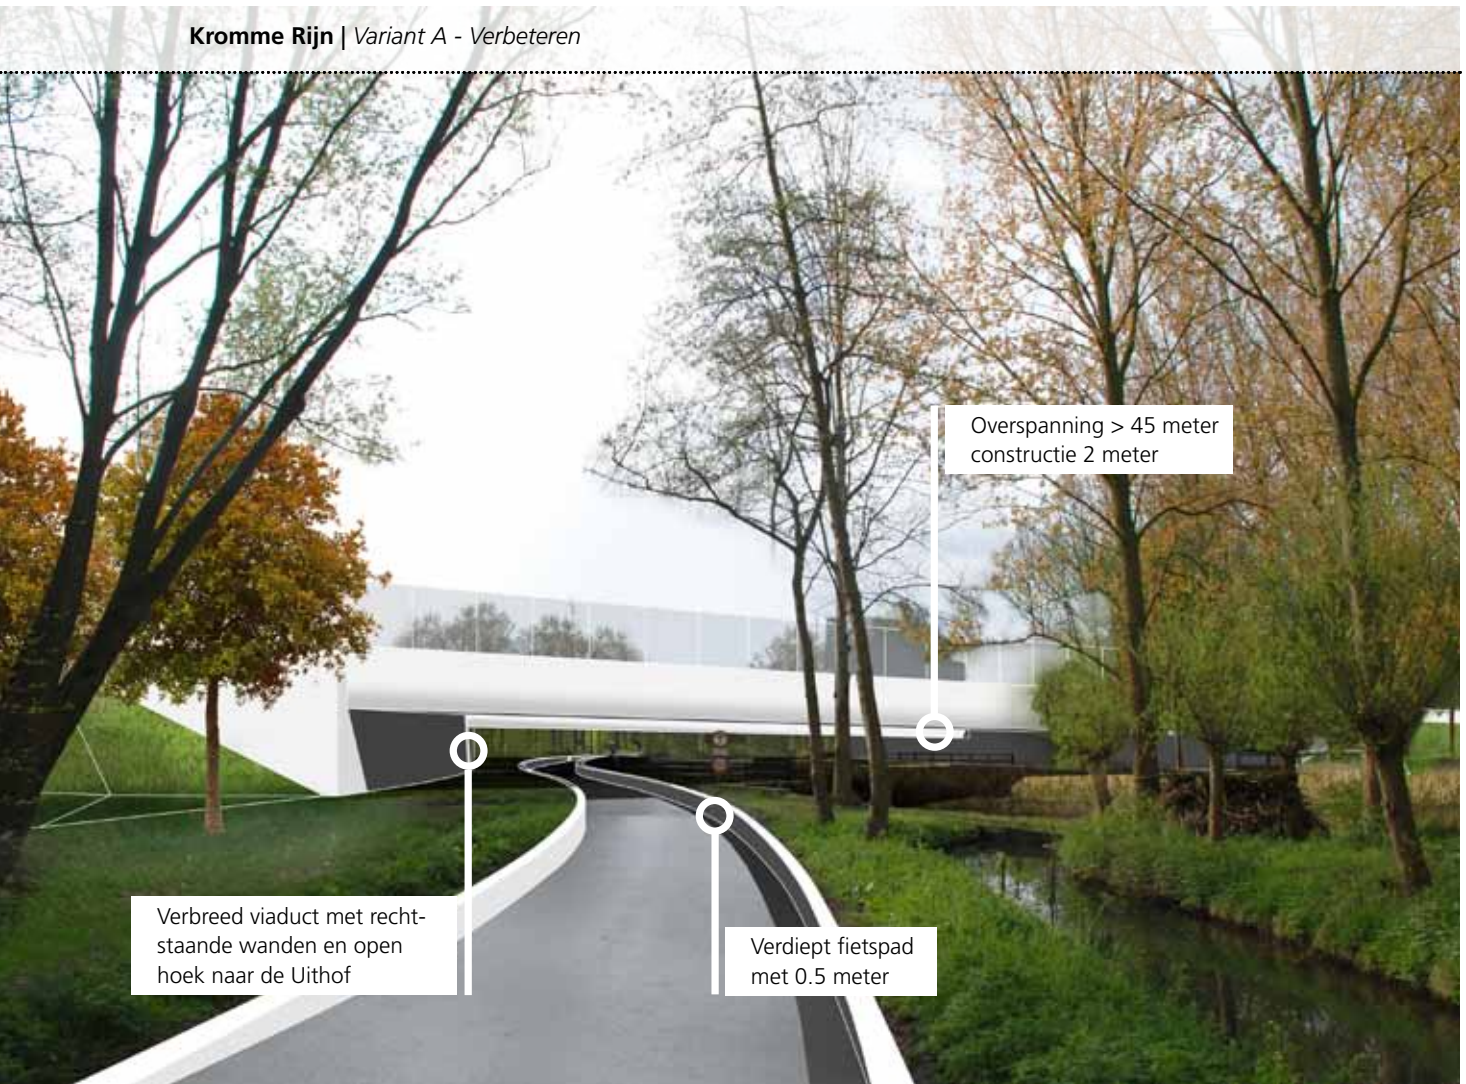 Kromme Rijn | Variant A - Verbeteren
Overspanning > 45 meter
constructie 2 meter
Verbreed viaduct met recht-
staande wanden en open
hoek naar de Uithof
Verdiept fietspad
met 0.5 meter